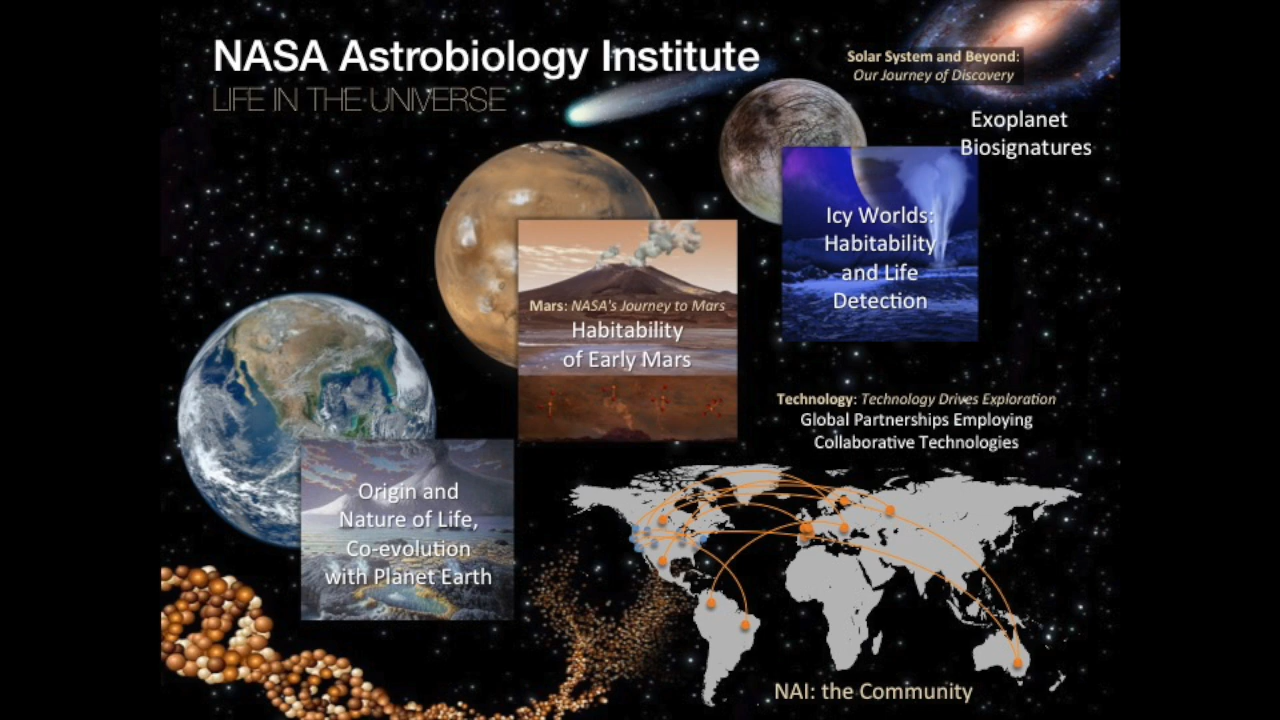 NASA Astrobiology Institute
LIFE IN THE UNIVERSE
Solar System and Beyond:
Our Journey of Discovery
Exoplanet
Biosignatures
Icy Worlds:
Habitability
and Life
Detection
Mars: NASA's Journey to Mars
Habitability
of Early Mars
Technology: Technology Drives Exploration
Global Partnerships Employing
Collaborative Technologies
Origin and
Nature of Life,
Co-evolution
with Planet Earth
NAI: the Community